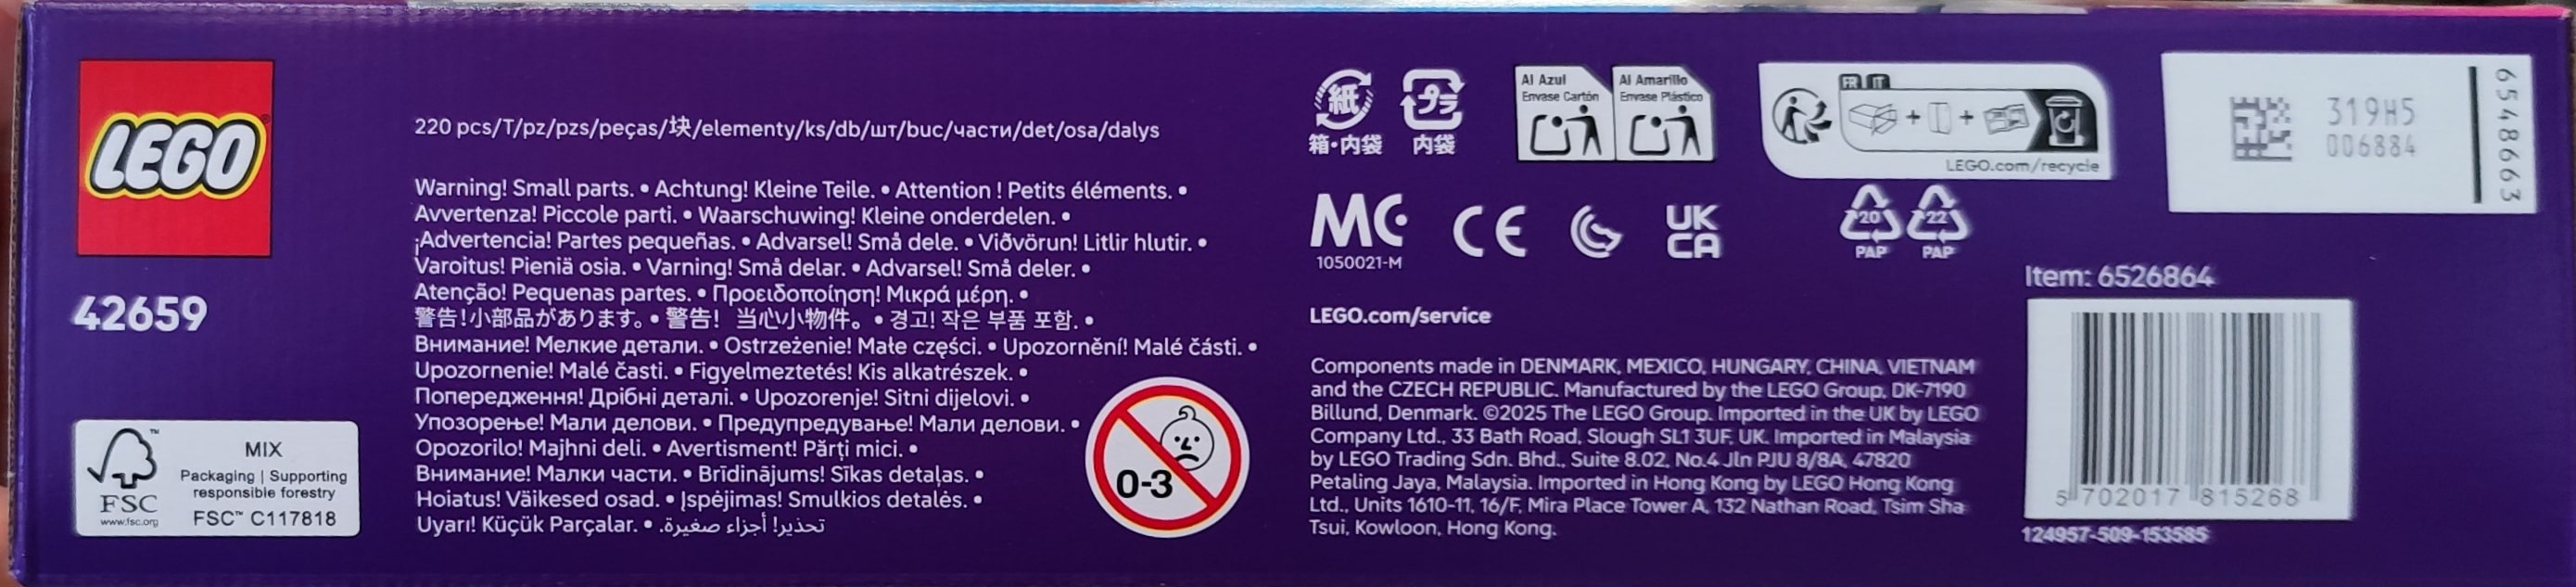 LEGO®
42659
FSC™
www.fsc.org
MIX
Packaging | Supporting
responsible forestry
FSC™ C117818
220 pcs/T/pz/pzs/peças/块/elementy/ks/db/шт/buc/части/det/osa/dalys
Warning! Small parts. • Achtung! Kleine Teile. • Attention ! Petits éléments. •
Avvertenza! Piccole parti. • Waarschuwing! Kleine onderdelen. •
¡Advertencia! Partes pequeñas. • Advarsel! Små dele. • Viðvörun! Litlir hlutir. •
Varoitus! Pieniä osia. • Varning! Små delar. • Advarsel! Små deler. •
Atenção! Pequenas partes. • Προειδοποίηση! Μικρά μέρη. •
警告!小部品があります。• 警告! 当心小物件。• 경고! 작은 부품 포함. •
Внимание! Мелкие детали. • Ostrzeżenie! Małe części. • Upozornění! Malé části. •
Upozornenie! Malé časti. • Figyelmeztetés! Kis alkatrészek. •
Попередження! Дрібні деталі. • Upozorenje! Sitni dijelovi. •
Упозорење! Мали делови. • Предупредување! Мали делови. •
Opozorilo! Majhni deli. • Avertisment! Părți mici. •
Внимание! Малки части. • Brīdinājums! Sīkas detaļas. •
Hoiatus! Väikesed osad. • Įspėjimas! Smulkios detalės. •
Uyarı! Küçük Parçalar. • تحذير! أجزاء صغيرة.
0-3
紙
箱・内袋
プラ
内袋
Al Azul
Envase Cartón
Al Amarillo
Envase Plástico
FR IT
LEGO.com/recycle
MC
1050021-M
CE
UK
CA
20
PAP
22
PAP
LEGO.com/service
Components made in DENMARK, MEXICO, HUNGARY, CHINA, VIETNAM
and the CZECH REPUBLIC. Manufactured by the LEGO Group, DK-7190
Billund, Denmark. ©2025 The LEGO Group. Imported in the UK by LEGO
Company Ltd., 33 Bath Road, Slough SL1 3UF, UK. Imported in Malaysia
by LEGO Trading Sdn. Bhd., Suite 8.02, No.4 Jln PJU 8/8A, 47820
Petaling Jaya, Malaysia. Imported in Hong Kong by LEGO Hong Kong
Ltd., Units 1610-11, 16/F, Mira Place Tower A, 132 Nathan Road, Tsim Sha
Tsui, Kowloon, Hong Kong.
319H5
006884
6548663
Item: 6526864
5 702017 815268
124957-509-153585